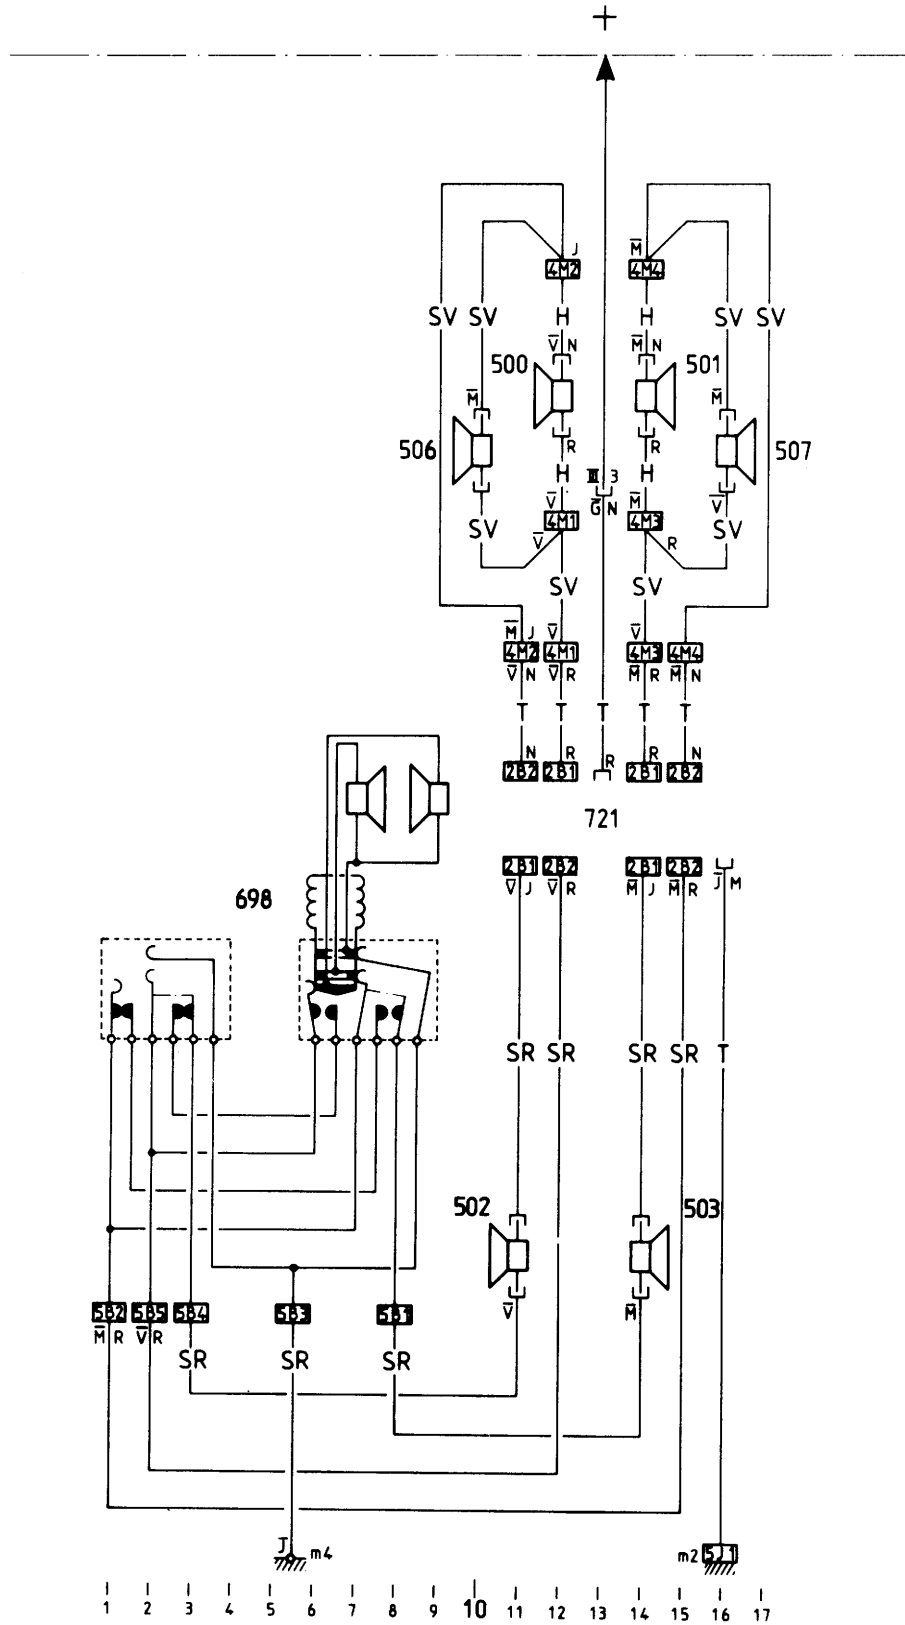 +
J M̅
4M2 4M4
SV SV H H SV SV
V̅ N M̅ N
500 501
M̅ M̅
506 R R 507
H III 3 H
V̅ G̅ N M̅ V̅
SV 4M1 4M3 SV
V̅ R
SV SV
M̅ J V̅ V̅
4M2 4M1 4M3 4M4
V̅ N V̅ R M̅ R M̅ N
T T T T T
N R R R N
2B2 2B1 2B1 2B2
721
2B1 2B2 2B1 2B2
V̅ J V̅ R M̅ J M̅ R J̅ M
698
SR SR SR SR T
502 503
5B2 5B5 5B4 5B3 5B1
V̅ M̅
M̅ R V̅ R
SR SR SR
J m4 m2 5J1
1 2 3 4 5 6 7 8 9 10 11 12 13 14 15 16 17